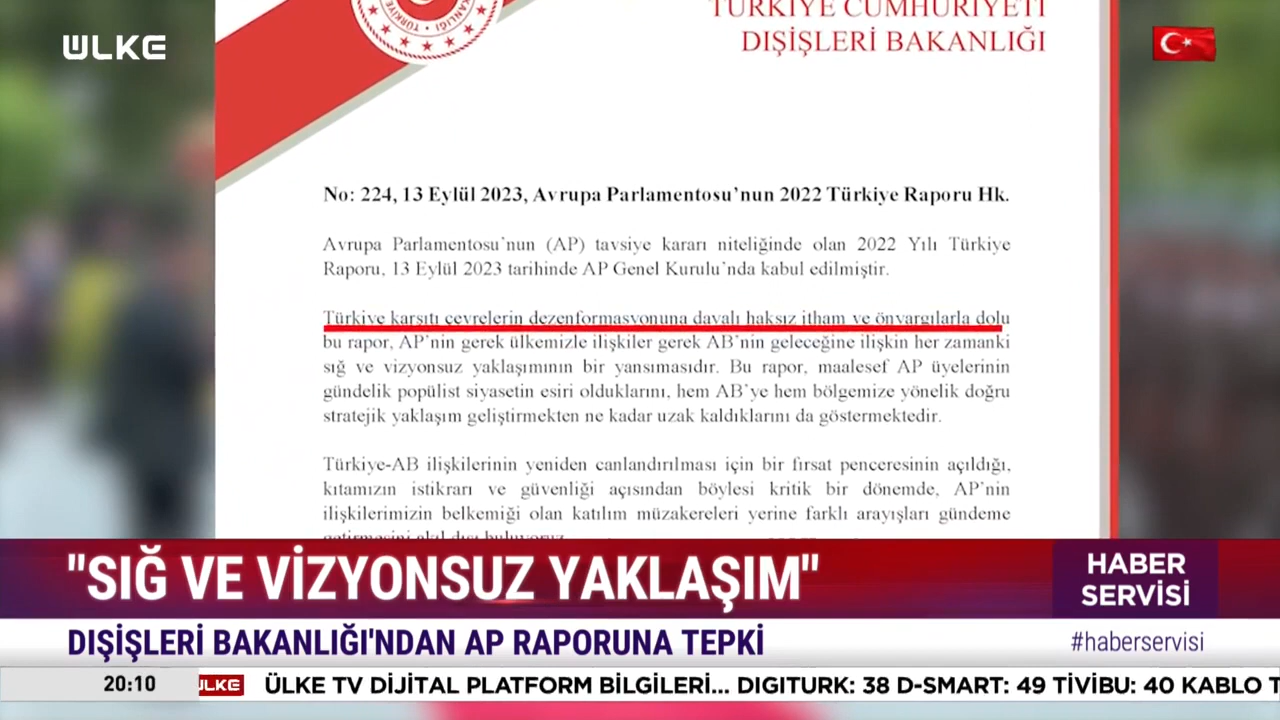 ÜLKE
TÜRKİYE CUMHURİYETİ
DIŞİŞLERİ BAKANLIĞI
No: 224, 13 Eylül 2023, Avrupa Parlamentosu'nun 2022 Türkiye Raporu Hk.
Avrupa Parlamentosu'nun (AP) tavsiye kararı niteliğinde olan 2022 Yılı Türkiye
Raporu, 13 Eylül 2023 tarihinde AP Genel Kurulu'nda kabul edilmiştir.
Türkiye karşıtı çevrelerin dezenformasyonuna dayalı haksız itham ve önyargılarla dolu
bu rapor, AP'nin gerek ülkemizle ilişkiler gerek AB'nin geleceğine ilişkin her zamanki
sığ ve vizyonsuz yaklaşımının bir yansımasıdır. Bu rapor, maalesef AP üyelerinin
gündelik popülist siyasetin esiri olduklarını, hem AB'ye hem bölgemize yönelik doğru
stratejik yaklaşım geliştirmekten ne kadar uzak kaldıklarını da göstermektedir.
Türkiye-AB ilişkilerinin yeniden canlandırılması için bir fırsat penceresinin açıldığı,
kıtamızın istikrarı ve güvenliği açısından böylesi kritik bir dönemde, AP'nin
ilişkilerimizin belkemiği olan katılım müzakereleri yerine farklı arayışları gündeme
getirmesini akıl dışı buluyoruz.
"SIĞ VE VİZYONSUZ YAKLAŞIM"
HABER
SERVİSİ
DIŞİŞLERİ BAKANLIĞI'NDAN AP RAPORUNA TEPKİ
#haberservisi
20:10 ÜLKE ÜLKE TV DİJİTAL PLATFORM BİLGİLERİ... DIGITURK: 38 D-SMART: 49 TİVİBU: 40 KABLO T